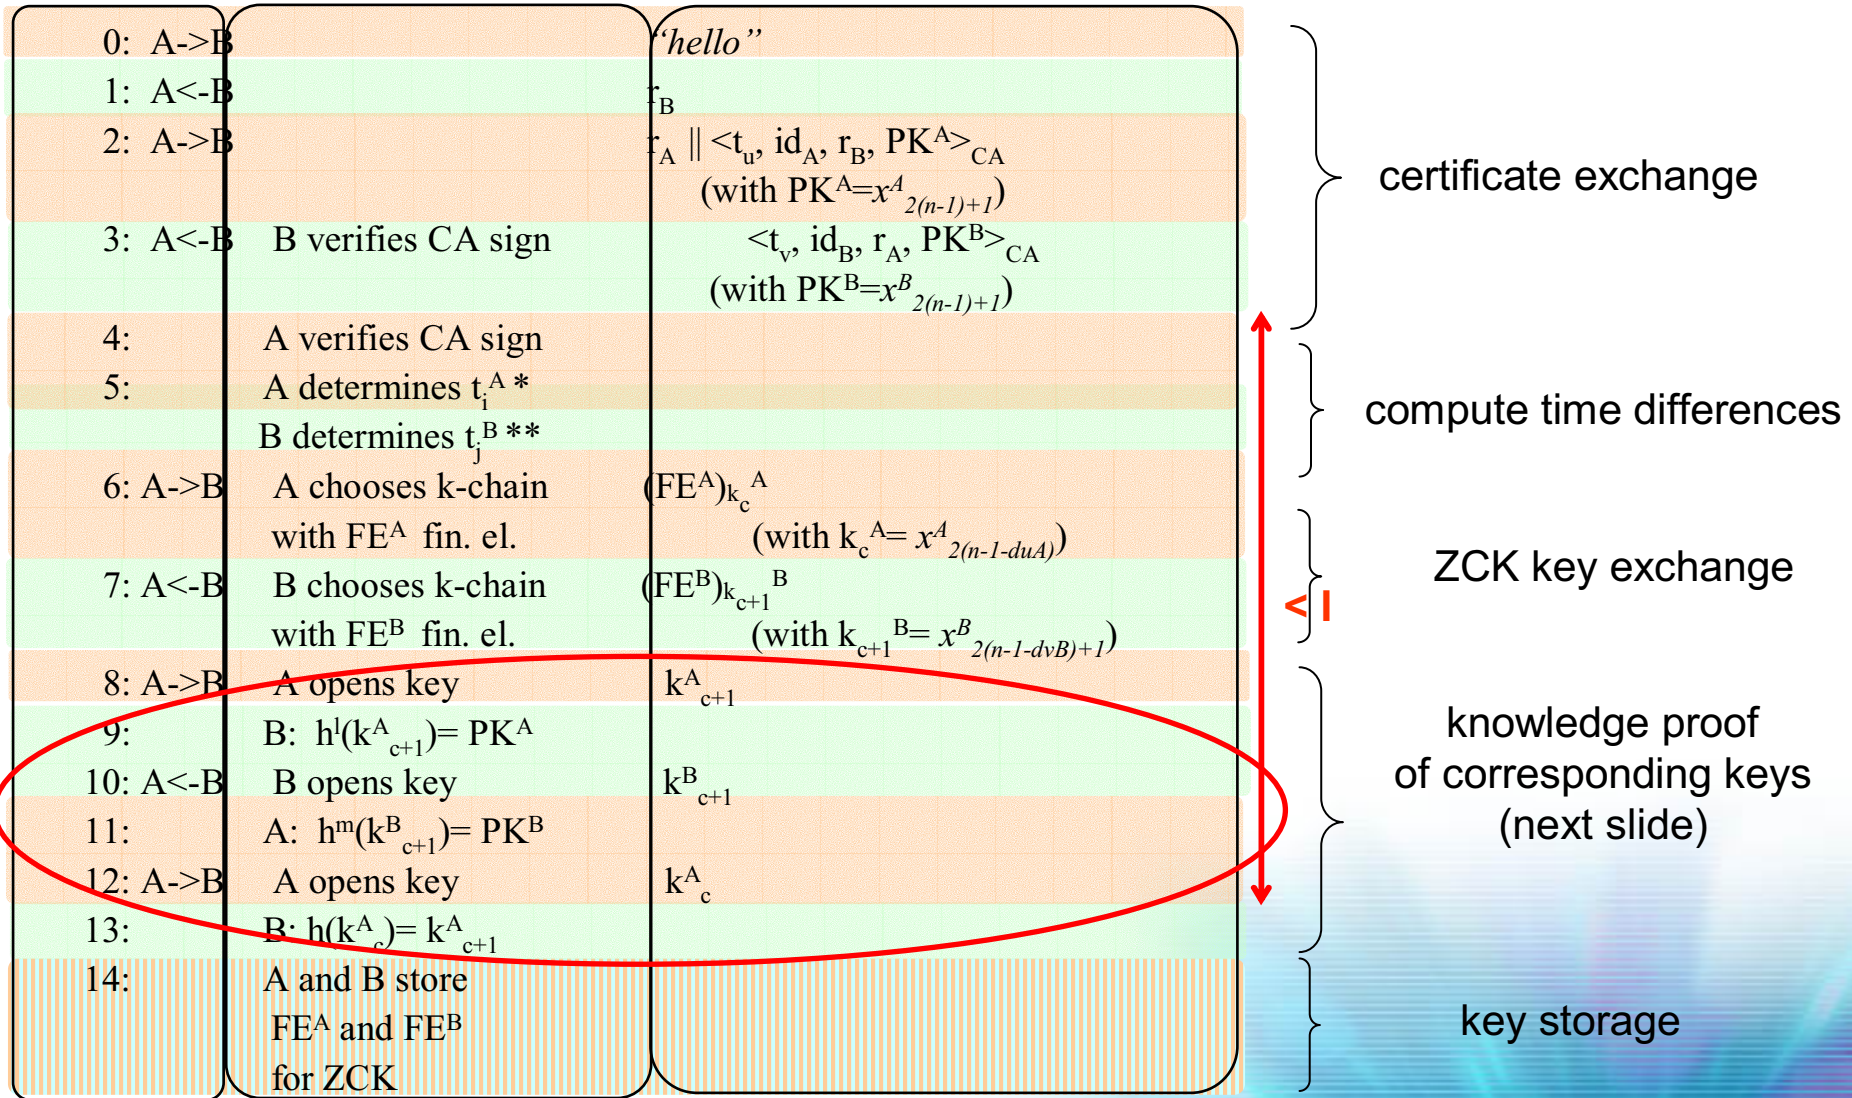 0: A->B “hello”
1: A<-B r_B
2: A->B r_A || <t_u, id_A, r_B, PK^A>_CA
(with PK^A=x^A_2(n-1)+1)
3: A<-B B verifies CA sign <t_v, id_B, r_A, PK^B>_CA
(with PK^B=x^B_2(n-1)+1)
certificate exchange
4: A verifies CA sign
5: A determines t_i^A *
B determines t_j^B **
compute time differences
6: A->B A chooses k-chain (FE^A)_k_c^A
with FE^A fin. el. (with k_c^A= x^A_2(n-1-duA))
7: A<-B B chooses k-chain (FE^B)_k_c+1^B
with FE^B fin. el. (with k_c+1^B= x^B_2(n-1-dvB)+1)
ZCK key exchange
< I
8: A->B A opens key k^A_c+1
9: B: h^l(k^A_c+1)= PK^A
10: A<-B B opens key k^B_c+1
11: A: h^m(k^B_c+1)= PK^B
12: A->B A opens key k^A_c
13: B: h(k^A_c)= k^A_c+1
knowledge proof
of corresponding keys
(next slide)
14: A and B store
FE^A and FE^B
for ZCK
key storage